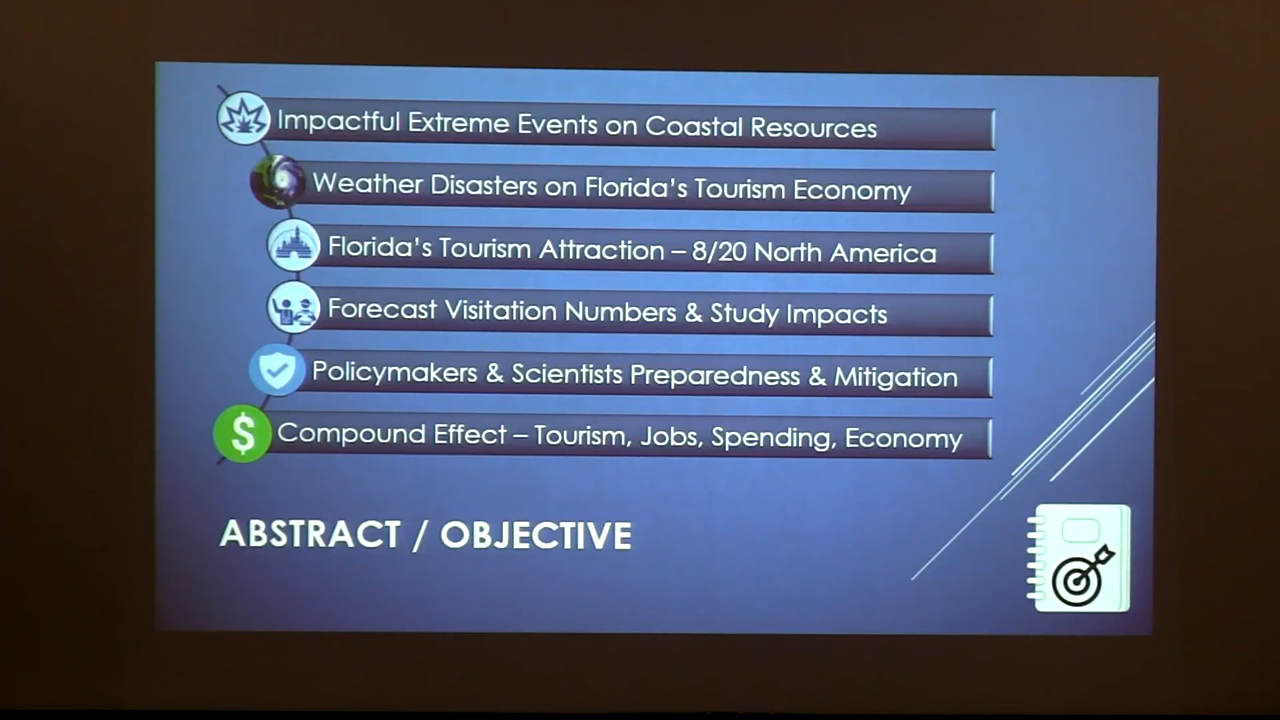 Impactful Extreme Events on Coastal Resources
Weather Disasters on Florida's Tourism Economy
Florida's Tourism Attraction – 8/20 North America
Forecast Visitation Numbers & Study Impacts
Policymakers & Scientists Preparedness & Mitigation
$ Compound Effect – Tourism, Jobs, Spending, Economy
ABSTRACT / OBJECTIVE